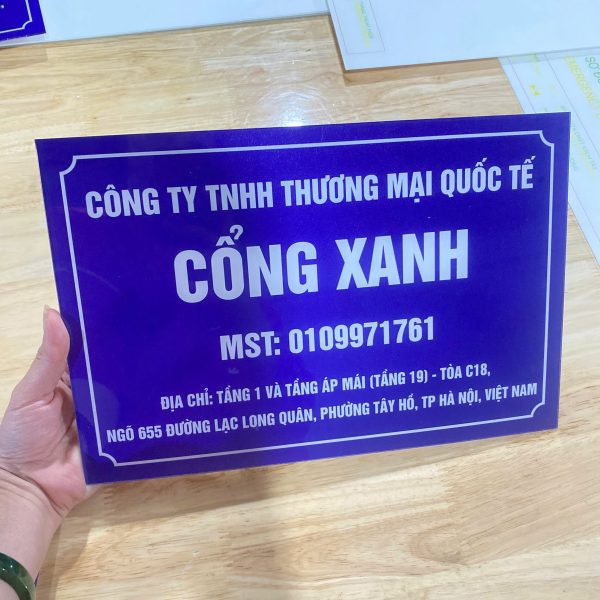 CÔNG TY TNHH THƯƠNG MẠI QUỐC TẾ
CỔNG XANH
MST: 0109971761
ĐỊA CHỈ: TẦNG 1 VÀ TẦNG ÁP MÁI (TẦNG 19) - TÒA C18,
NGÕ 655 ĐƯỜNG LẠC LONG QUÂN, PHƯỜNG TÂY HỒ, TP HÀ NỘI, VIỆT NAM